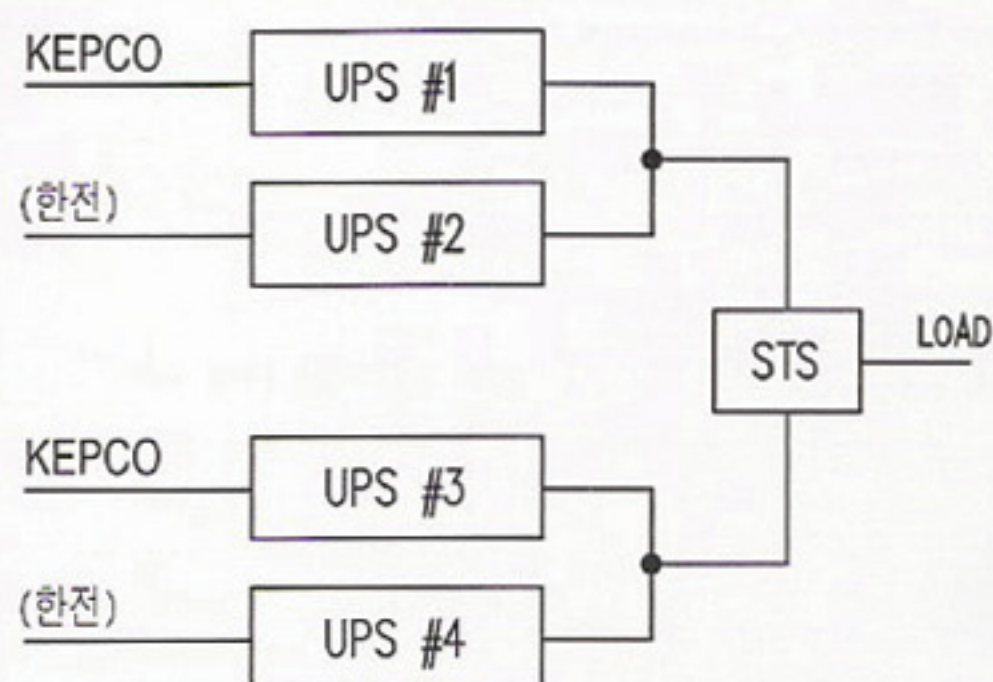 KEPCO
UPS #1
(한전)
UPS #2
STS
LOAD
KEPCO
UPS #3
(한전)
UPS #4